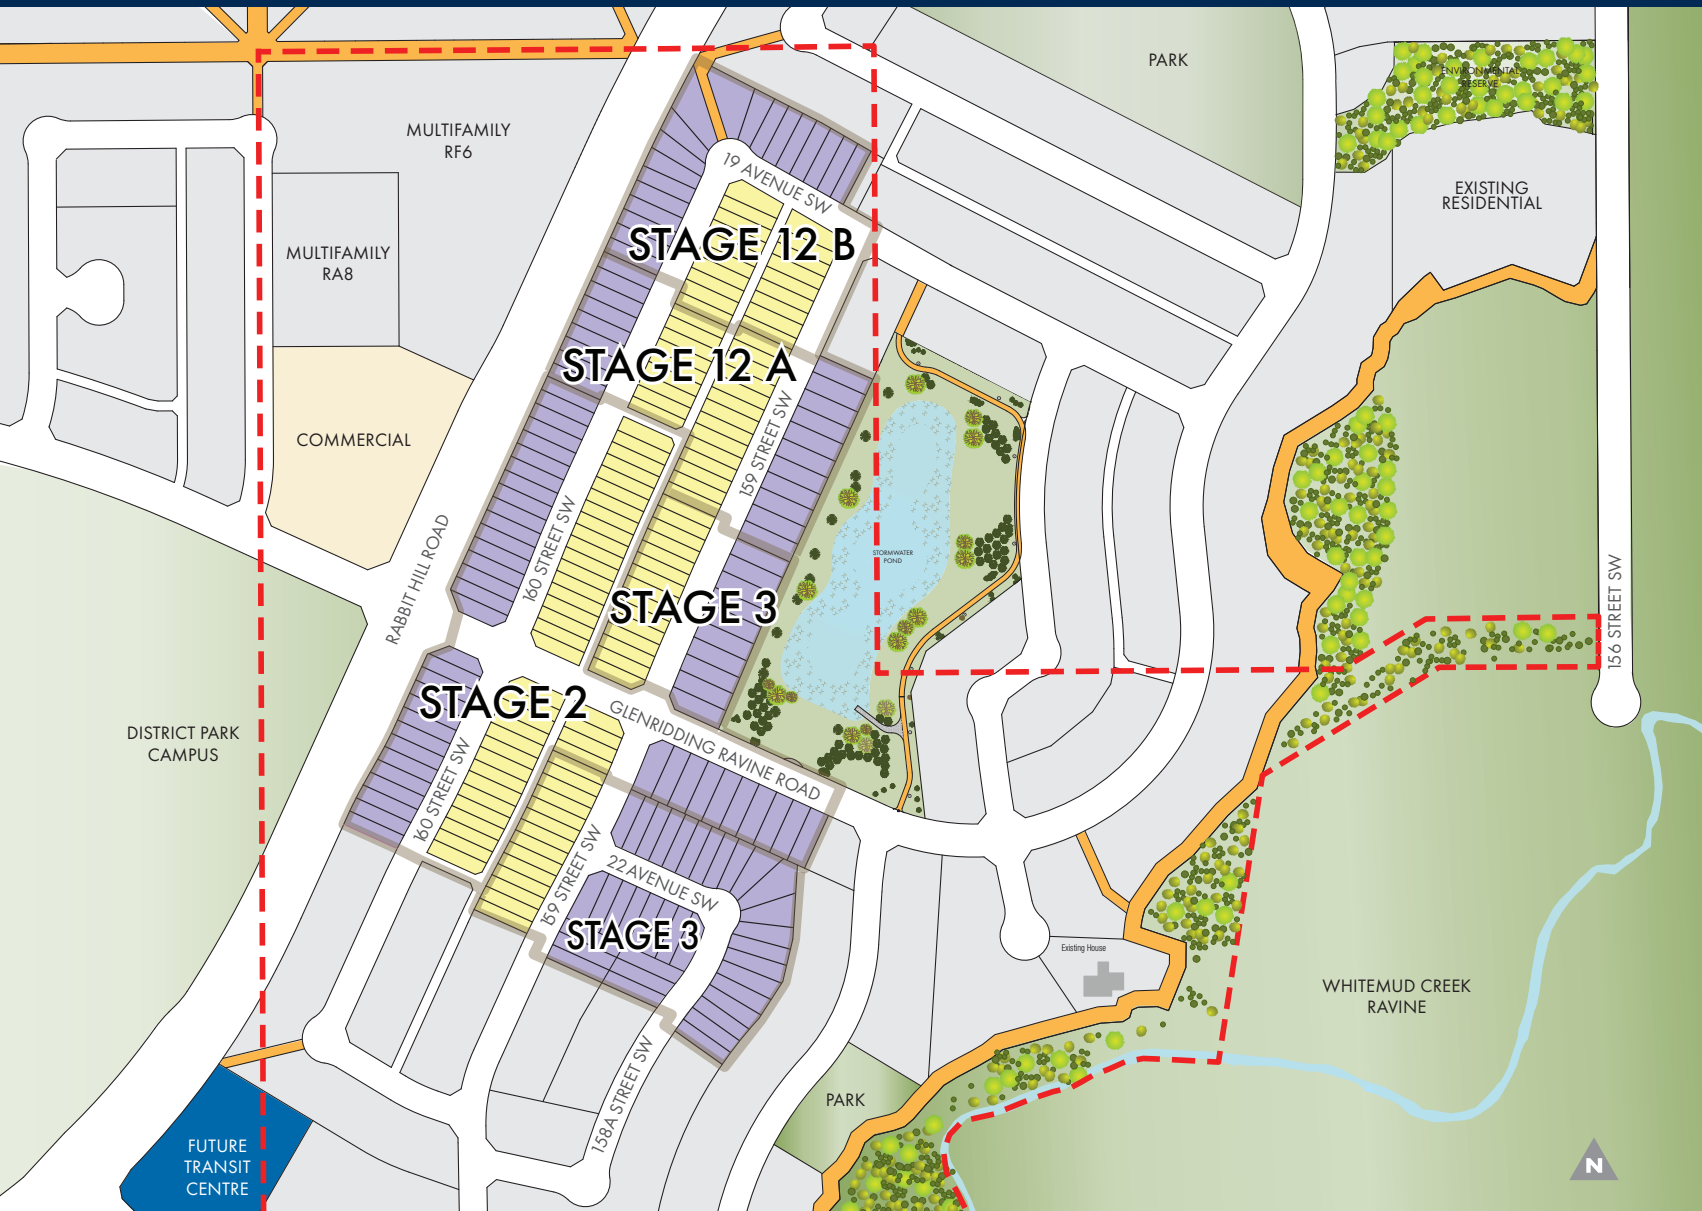 PARK
ENVIRONMENTAL
RESERVE
MULTIFAMILY
RF6
19 AVENUE SW
EXISTING
RESIDENTIAL
STAGE 12 B
MULTIFAMILY
RA8
STAGE 12 A
COMMERCIAL
159 STREET SW
160 STREET SW
RABBIT HILL ROAD
STORMWATER
POND
STAGE 3
156 STREET SW
STAGE 2
GLENRIDDING RAVINE ROAD
DISTRICT PARK
CAMPUS
160 STREET SW
159 STREET SW
22 AVENUE SW
STAGE 3
Existing House
WHITEMUD CREEK
RAVINE
158A STREET SW
PARK
FUTURE
TRANSIT
CENTRE
N